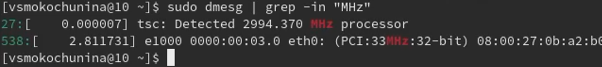 [vsmokochunina@10 ~]$ sudo dmesg | grep -in "MHz"
27:[    0.000007] tsc: Detected 2994.370 MHz processor
538:[    2.811731] e1000 0000:00:03.0 eth0: (PCI:33MHz:32-bit) 08:00:27:0b:a2:b0
[vsmokochunina@10 ~]$